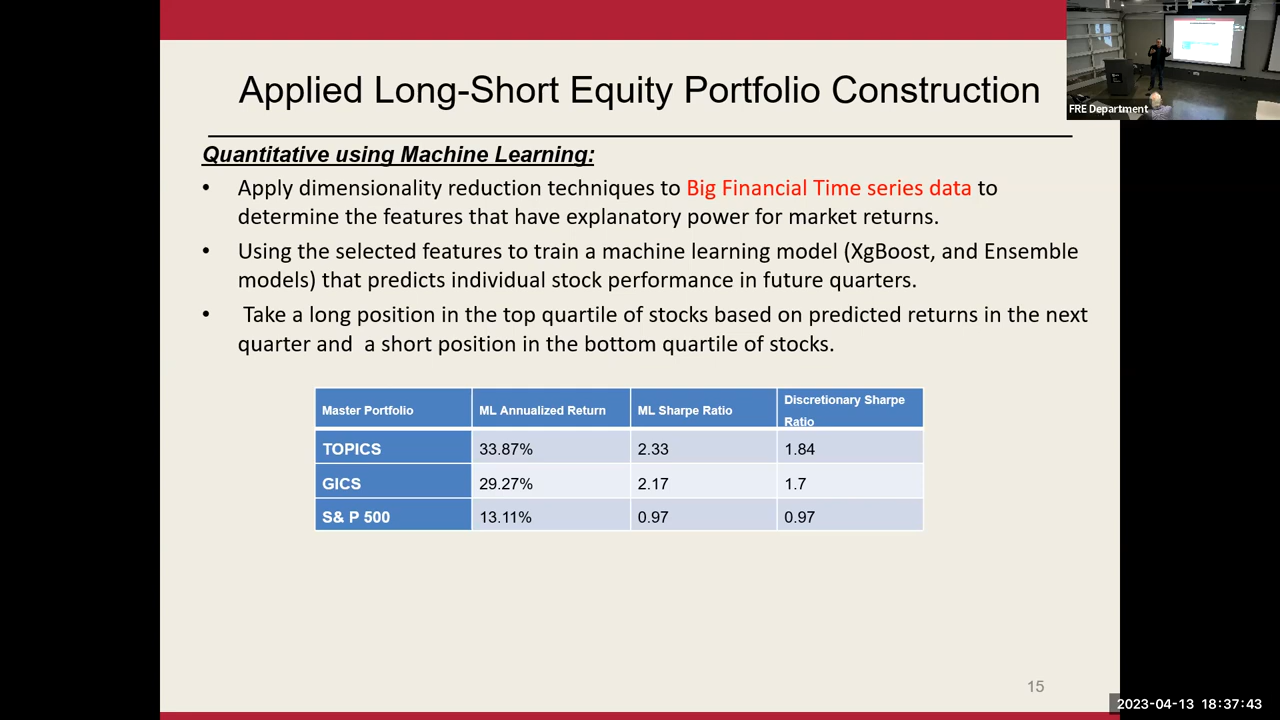 Applied Long-Short Equity Portfolio Construction
FRE Department
Quantitative using Machine Learning:
• Apply dimensionality reduction techniques to Big Financial Time series data to
determine the features that have explanatory power for market returns.
• Using the selected features to train a machine learning model (XgBoost, and Ensemble
models) that predicts individual stock performance in future quarters.
• Take a long position in the top quartile of stocks based on predicted returns in the next
quarter and a short position in the bottom quartile of stocks.
Master Portfolio ML Annualized Return ML Sharpe Ratio Discretionary Sharpe
Ratio
TOPICS 33.87% 2.33 1.84
GICS 29.27% 2.17 1.7
S& P 500 13.11% 0.97 0.97
15
2023-04-13 18:37:43